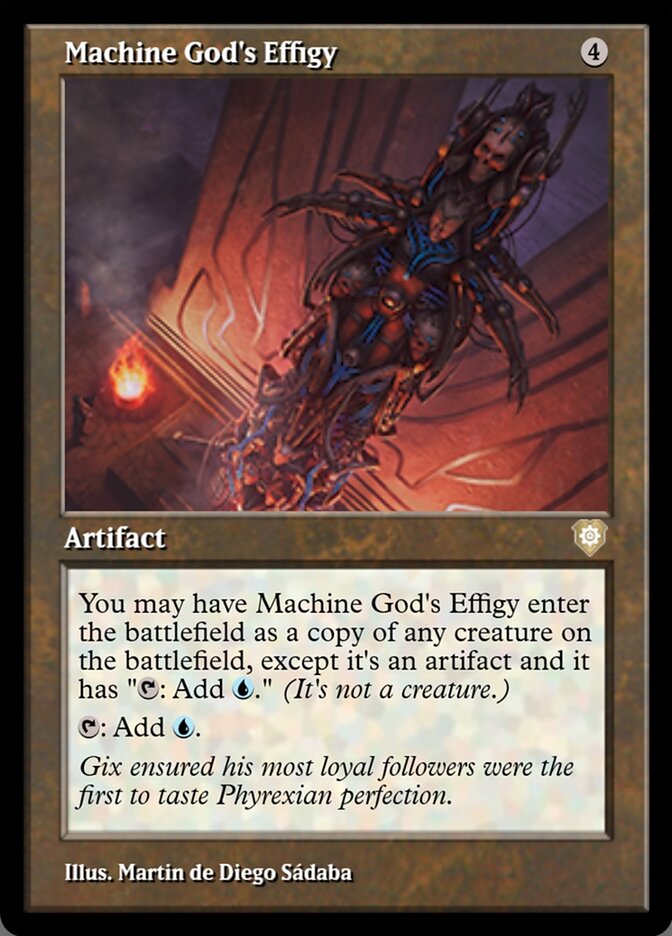 Machine God's Effigy 4
Artifact
You may have Machine God's Effigy enter
the battlefield as a copy of any creature on
the battlefield, except it's an artifact and it
has ": Add ." (It's not a creature.)
: Add .
Gix ensured his most loyal followers were the
first to taste Phyrexian perfection.
Illus. Martin de Diego Sádaba